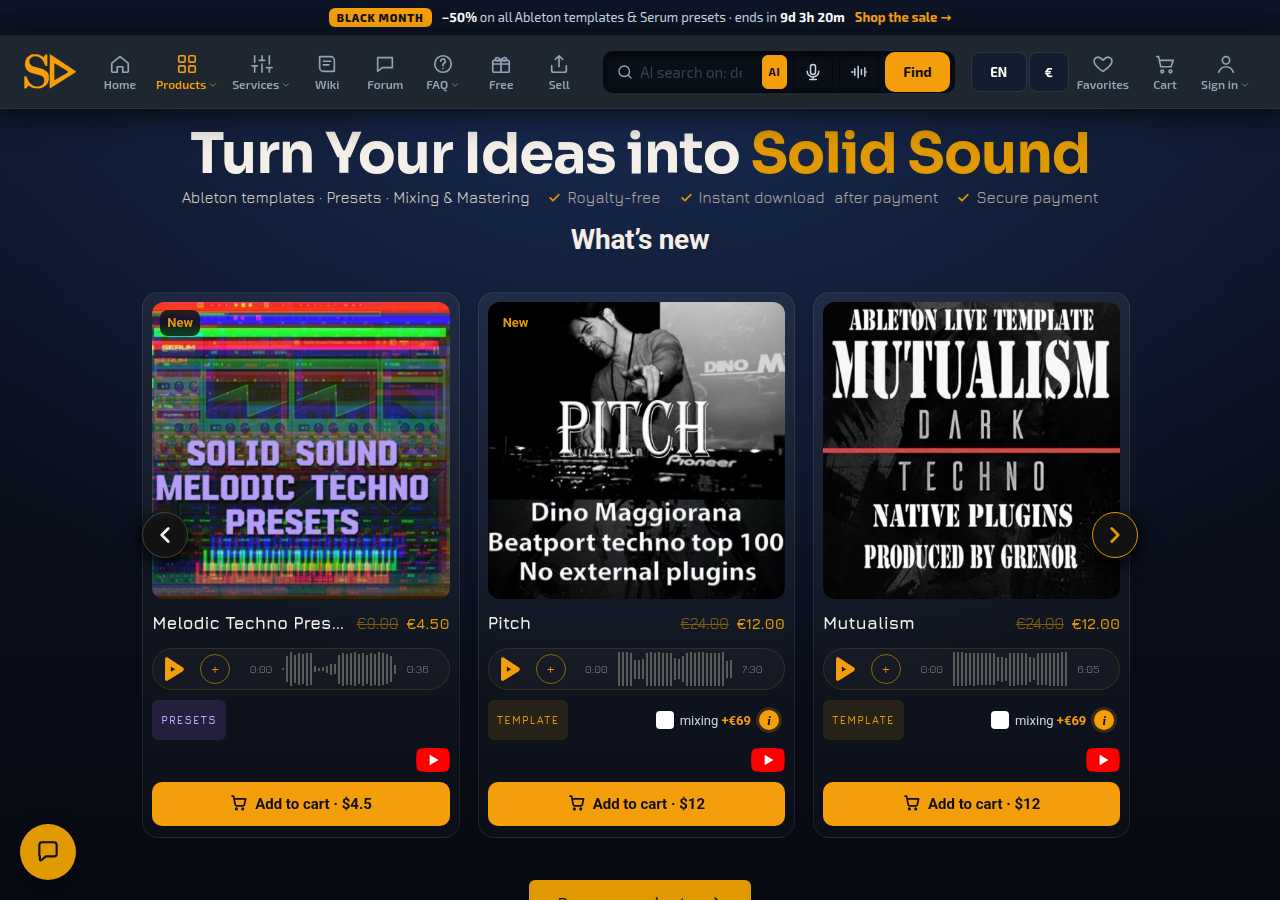 BLACK MONTH −50% on all Ableton templates & Serum presets · ends in 9d 3h 20m Shop the sale →
Home Products Services Wiki Forum FAQ Free Sell AI search on: AI Find EN € Favorites Cart Sign in
Turn Your Ideas into Solid Sound
Ableton templates · Presets · Mixing & Mastering ✓ Royalty-free ✓ Instant download after payment ✓ Secure payment
What's new
New
SERUM
SOLID SOUND
MELODIC TECHNO
PRESETS
New
DINO M
PITCH
Pioneer
Dino Maggiorana
Beatport techno top 100
No external plugins
ABLETON LIVE TEMPLATE
MUTUALISM
DARK
TECHNO
NATIVE PLUGINS
PRODUCED BY GRENOR
Melodic Techno Pres... €9.00 €4.50
Pitch €24.00 €12.00
Mutualism €24.00 €12.00
+ 0:00 0:36
+ 0:00 7:30
+ 0:00 6:05
PRESETS
TEMPLATE mixing +€69 i
TEMPLATE mixing +€69 i
Add to cart · $4.5
Add to cart · $12
Add to cart · $12